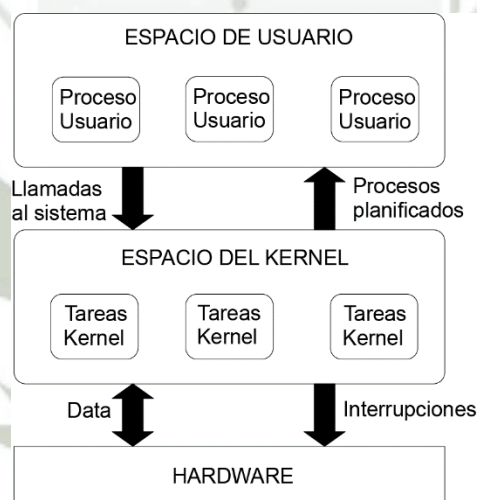 ESPACIO DE USUARIO
Proceso
Usuario
Proceso
Usuario
Proceso
Usuario
Llamadas
al sistema
Procesos
planificados
ESPACIO DEL KERNEL
Tareas
Kernel
Tareas
Kernel
Tareas
Kernel
Data
Interrupciones
HARDWARE